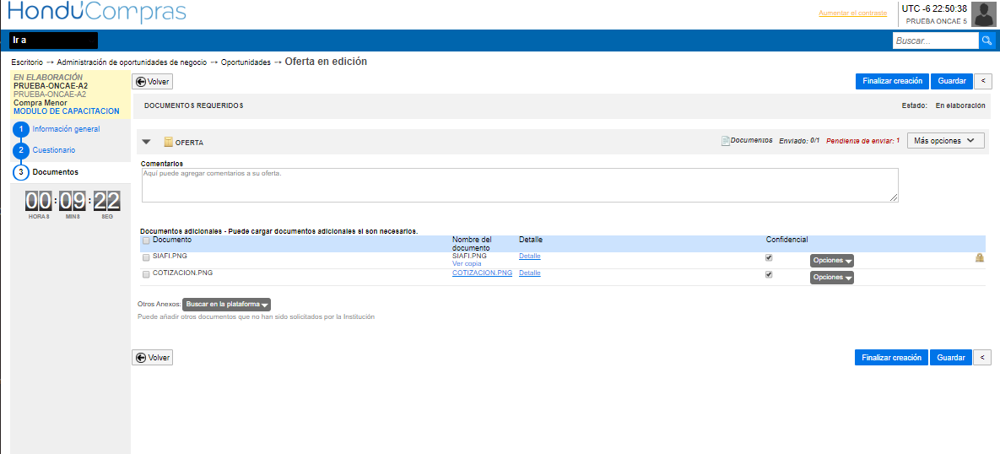 HonduCompras
Aumentar el contraste
UTC -6 22:50:38
PRUEBA ONCAE 5
Ir a
Buscar...
Escritorio → Administración de oportunidades de negocio → Oportunidades → Oferta en edición
EN ELABORACIÓN
PRUEBA-ONCAE-A2
PRUEBA-ONCAE-A2
Compra Menor
MODULO DE CAPACITACION
1 Información general
2 Cuestionario
3 Documentos
00:09:22
HORAS MINS SEG
Volver
Finalizar creación Guardar <
DOCUMENTOS REQUERIDOS Estado: En elaboración
OFERTA Documentos Enviado: 0/1 Pendiente de enviar: 1 Más opciones
Comentarios
Aquí puede agregar comentarios a su oferta.
Documentos adicionales - Puede cargar documentos adicionales si son necesarios.
Documento Nombre del documento Detalle Confidencial
SIAFI.PNG SIAFI.PNG Detalle Opciones
Ver copia
COTIZACION.PNG COTIZACION.PNG Detalle Opciones
Otros Anexos: Buscar en la plataforma
Puede añadir otros documentos que no han sido solicitados por la Institución
Volver Finalizar creación Guardar <